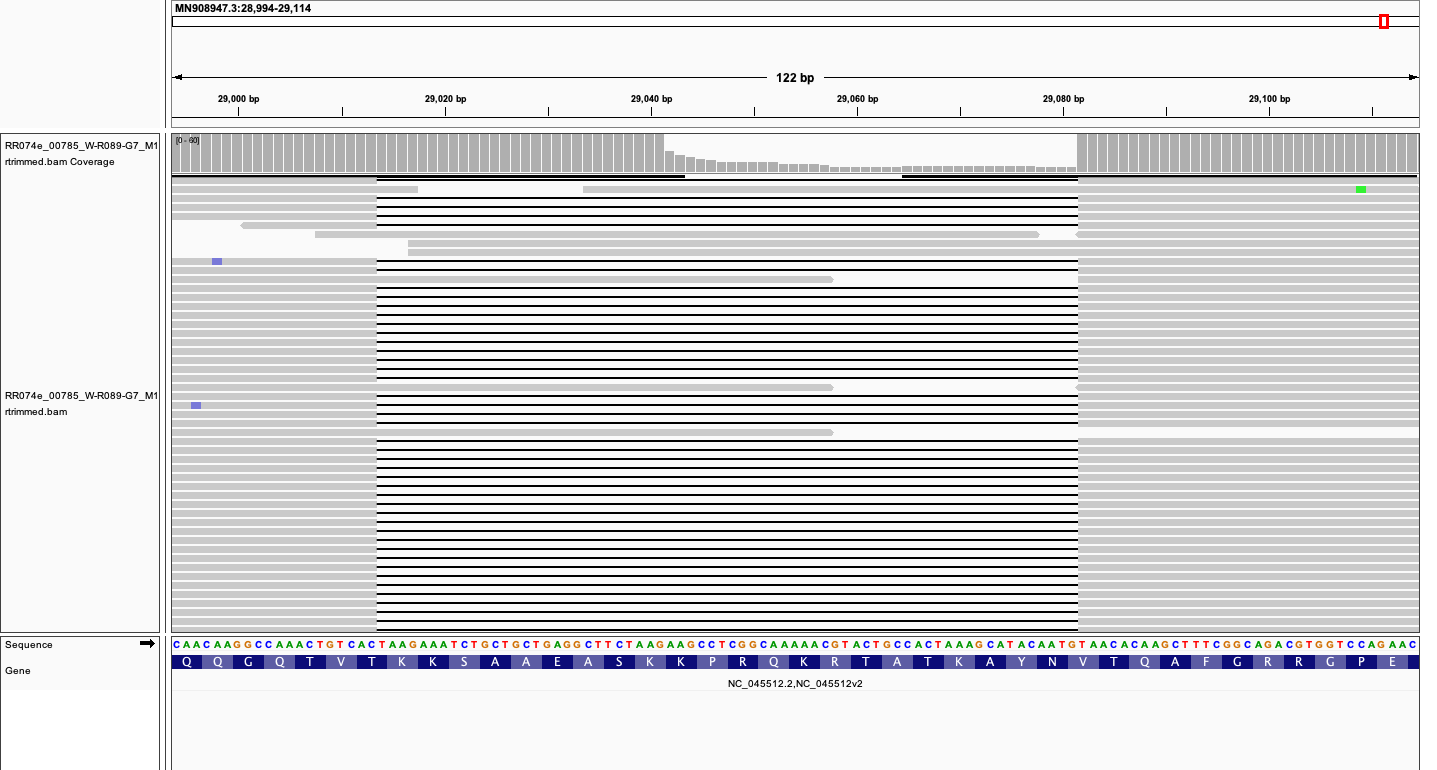 MN908947.3:28,994-29,114
122 bp
29,000 bp 29,020 bp 29,040 bp 29,060 bp 29,080 bp 29,100 bp
RR074e_00785_W-R089-G7_M1
rtrimmed.bam Coverage
[0 - 60]
RR074e_00785_W-R089-G7_M1
rtrimmed.bam
Sequence
CAACAAGGCCAAACTGTCACTAAGAAATCTGCTGCTGAGGCTTCTAAGAAGCCTCGGCAAAAACGTACTGCCACTAAAGCATACAATGTAACACAAGCTTTCGGCAGACGTGGTCCAGAAC
Gene
Q Q G Q T V T K K S A A E A S K K P R Q K R T A T K A Y N V T Q A F G R R G P E
NC_045512.2,NC_045512v2